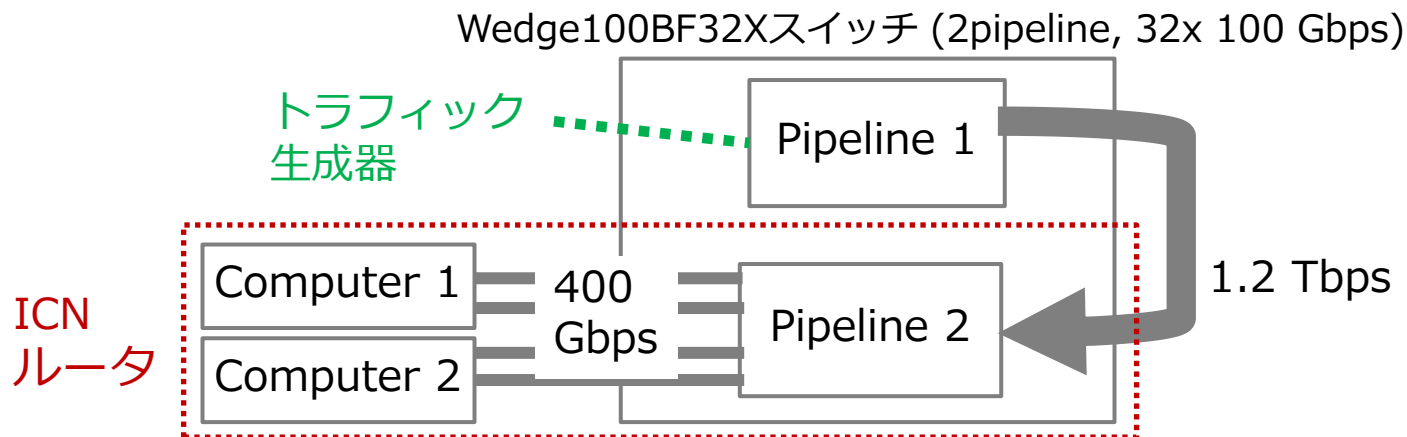 Wedge100BF32Xスイッチ (2pipeline, 32x 100 Gbps)
トラフィック
生成器
Pipeline 1
Computer 1
400
Gbps
Pipeline 2
1.2 Tbps
ICN
ルータ
Computer 2